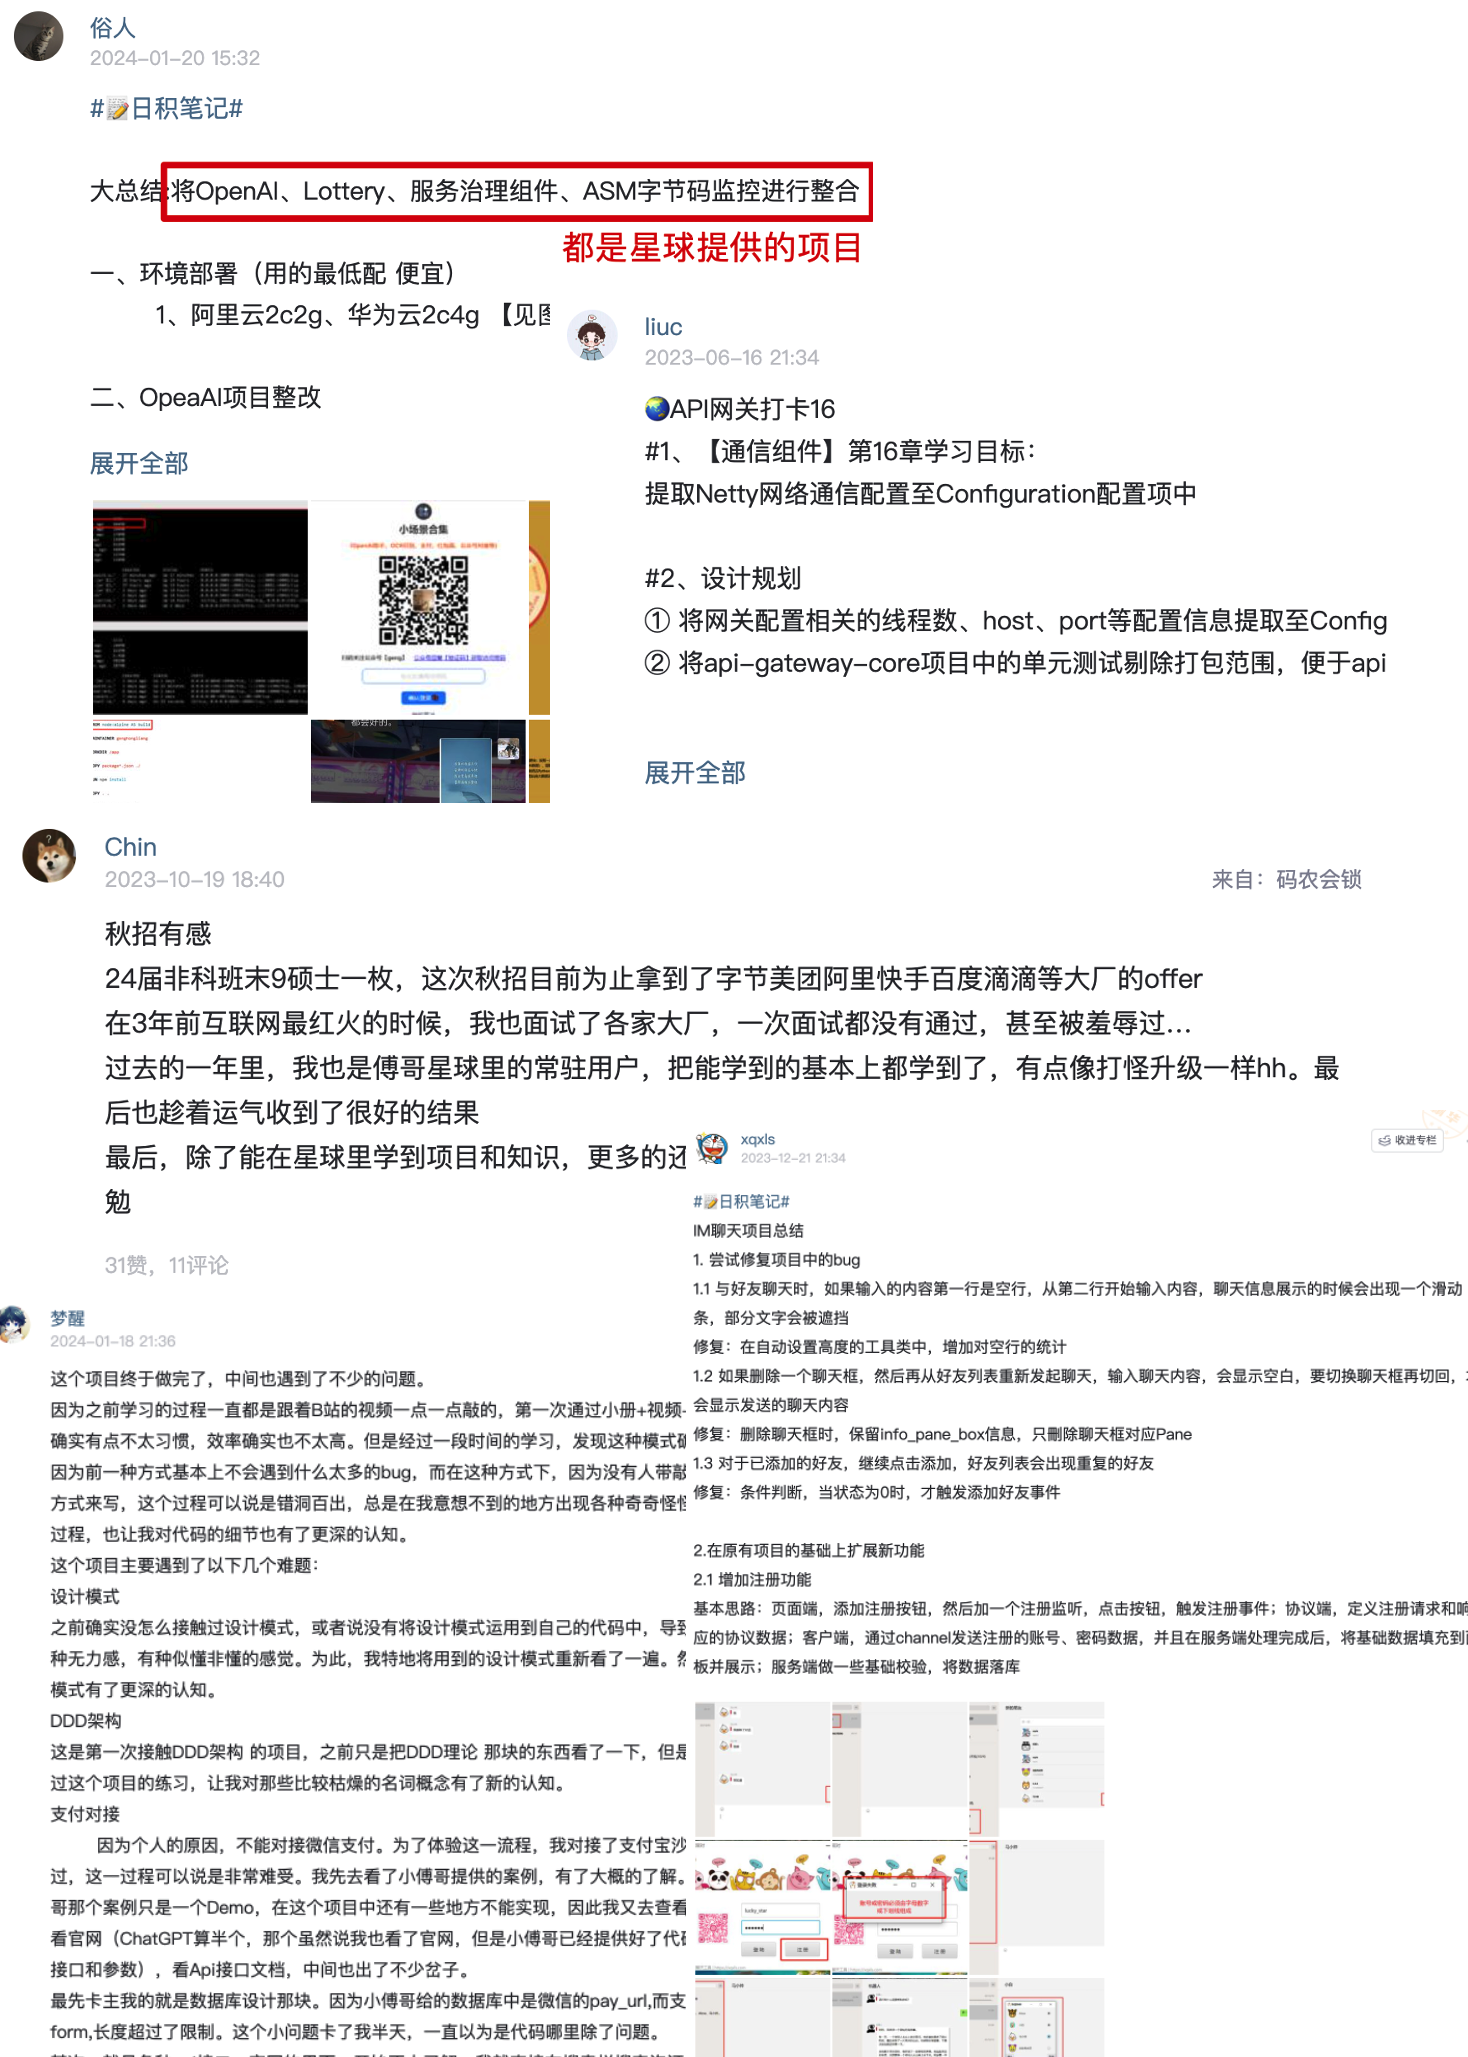 俗人
2024-01-20 15:32
#📝日积笔记#
大总结:将OpenAI、Lottery、服务治理组件、ASM字节码监控进行整合
都是星球提供的项目
一、环境部署（用的最低配 便宜）
1、阿里云2c2g、华为云2c4g 【见图
二、OpeaAI项目整改
展开全部
小场景合集
确认登录
都会好的。
liuc
2023-06-16 21:34
🌏API网关打卡16
#1、【通信组件】第16章学习目标：
提取Netty网络通信配置至Configuration配置项中
#2、设计规划
① 将网关配置相关的线程数、host、port等配置信息提取至Config
② 将api-gateway-core项目中的单元测试剔除打包范围，便于api
展开全部
Chin
2023-10-19 18:40
来自：码农会锁
秋招有感
24届非科班末9硕士一枚，这次秋招目前为止拿到了字节美团阿里快手百度滴滴等大厂的offer
在3年前互联网最红火的时候，我也面试了各家大厂，一次面试都没有通过，甚至被羞辱过...
过去的一年里，我也是傅哥星球里的常驻用户，把能学到的基本上都学到了，有点像打怪升级一样hh。最
后也趁着运气收到了很好的结果
最后，除了能在星球里学到项目和知识，更多的还
勉
31赞，11评论
梦醒
2024-01-18 21:36
这个项目终于做完了，中间也遇到了不少的问题。
因为之前学习的过程一直都是跟着B站的视频一点一点敲的，第一次通过小册+视频
确实有点不太习惯，效率确实也不太高。但是经过一段时间的学习，发现这种模式确
因为前一种方式基本上不会遇到什么太多的bug，而在这种方式下，因为没有人带敲
方式来写，这个过程可以说是错洞百出，总是在我意想不到的地方出现各种奇奇怪怪
过程，也让我对代码的细节也有了更深的认知。
这个项目主要遇到了以下几个难题：
设计模式
之前确实没怎么接触过设计模式，或者说没有将设计模式运用到自己的代码中，导致
种无力感，有种似懂非懂的感觉。为此，我特地将用到的设计模式重新看了一遍。然
模式有了更深的认知。
DDD架构
这是第一次接触DDD架构 的项目，之前只是把DDD理论 那块的东西看了一下，但是
过这个项目的练习，让我对那些比较枯燥的名词概念有了新的认知。
支付对接
因为个人的原因，不能对接微信支付。为了体验这一流程，我对接了支付宝沙
过，这一过程可以说是非常难受。我先去看了小傅哥提供的案例，有了大概的了解。
哥那个案例只是一个Demo，在这个项目中还有一些地方不能实现，因此我又去查看
看官网（ChatGPT算半个，那个虽然说我也看了官网，但是小傅哥已经提供好了代码
接口和参数），看Api接口文档，中间也出了不少岔子。
最先卡主我的就是数据库设计那块。因为小傅哥给的数据库中是微信的pay_url,而支
form,长度超过了限制。这个小问题卡了我半天，一直以为是代码哪里除了问题。
xqxls
2023-12-21 21:34
收进专栏
#📝日积笔记#
IM聊天项目总结
1. 尝试修复项目中的bug
1.1 与好友聊天时，如果输入的内容第一行是空行，从第二行开始输入内容，聊天信息展示的时候会出现一个滑动
条，部分文字会被遮挡
修复：在自动设置高度的工具类中，增加对空行的统计
1.2 如果删除一个聊天框，然后再从好友列表重新发起聊天，输入聊天内容，会显示空白，要切换聊天框再切回，
会显示发送的聊天内容
修复：删除聊天框时，保留info_pane_box信息，只删除聊天框对应Pane
1.3 对于已添加的好友，继续点击添加，好友列表会出现重复的好友
修复：条件判断，当状态为0时，才触发添加好友事件
2.在原有项目的基础上扩展新功能
2.1 增加注册功能
基本思路：页面端，添加注册按钮，然后加一个注册监听，点击按钮，触发注册事件；协议端，定义注册请求和响
应的协议数据；客户端，通过channel发送注册的账号、密码数据，并且在服务端处理完成后，将基础数据填充到面
板并展示；服务端做一些基础校验，将数据落库
lucky_star
登陆
注册
登陆
注册